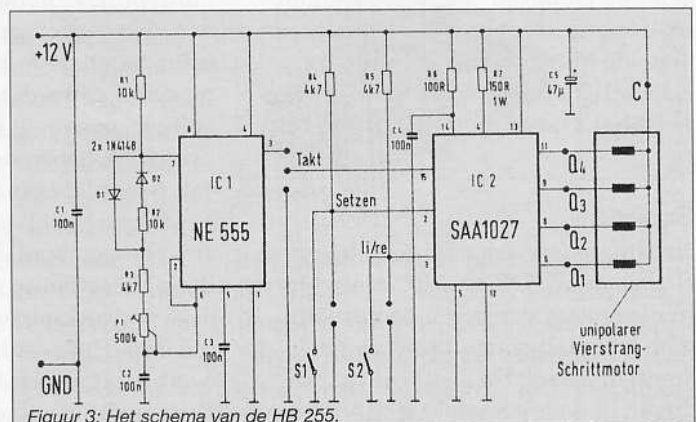 +12 V
R1
10k
R4
4k7
R5
4k7
R6
100R
R7
150R
1W
C5
47µ
C
8
4
3
Takt
C4
100n
14
4
13
2x 1N4148
7
IC 1
NE 555
15
IC 2
SAA1027
11
Q4
D1
D2
Setzen
2
9
Q3
C1
100n
R2
10k
li/re
3
8
Q2
R3
4k7
2
6
5
1
5
12
6
Q1
P1
500k
C3
100n
S1
S2
unipolarer
Vierstrang-
Schrittmotor
GND
C2
100n
Figuur 3: Het schema van de HB 255.